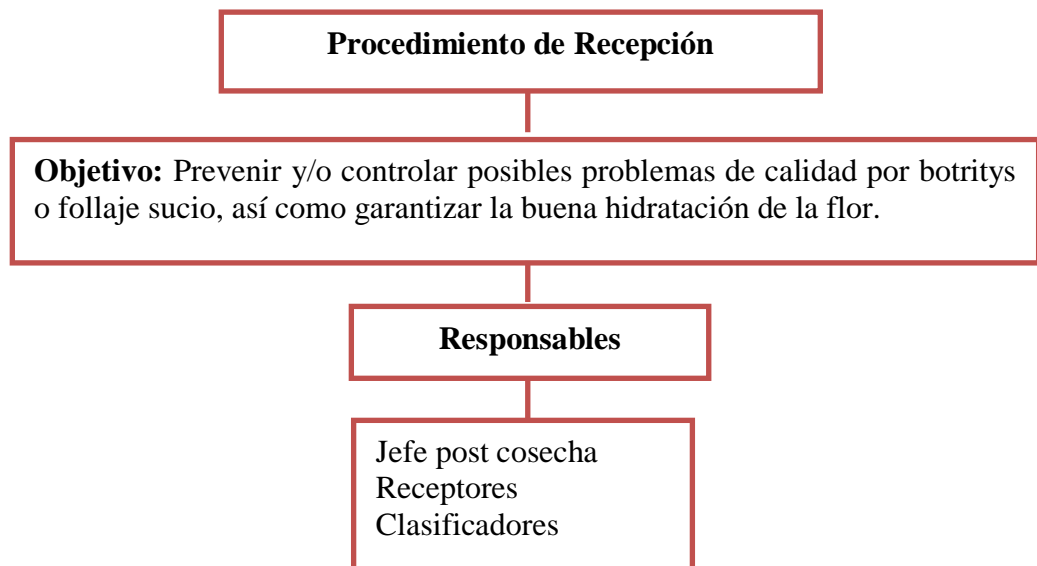 Procedimiento de Recepción
Objetivo: Prevenir y/o controlar posibles problemas de calidad por botritys
o follaje sucio, así como garantizar la buena hidratación de la flor.
Responsables
Jefe post cosecha
Receptores
Clasificadores